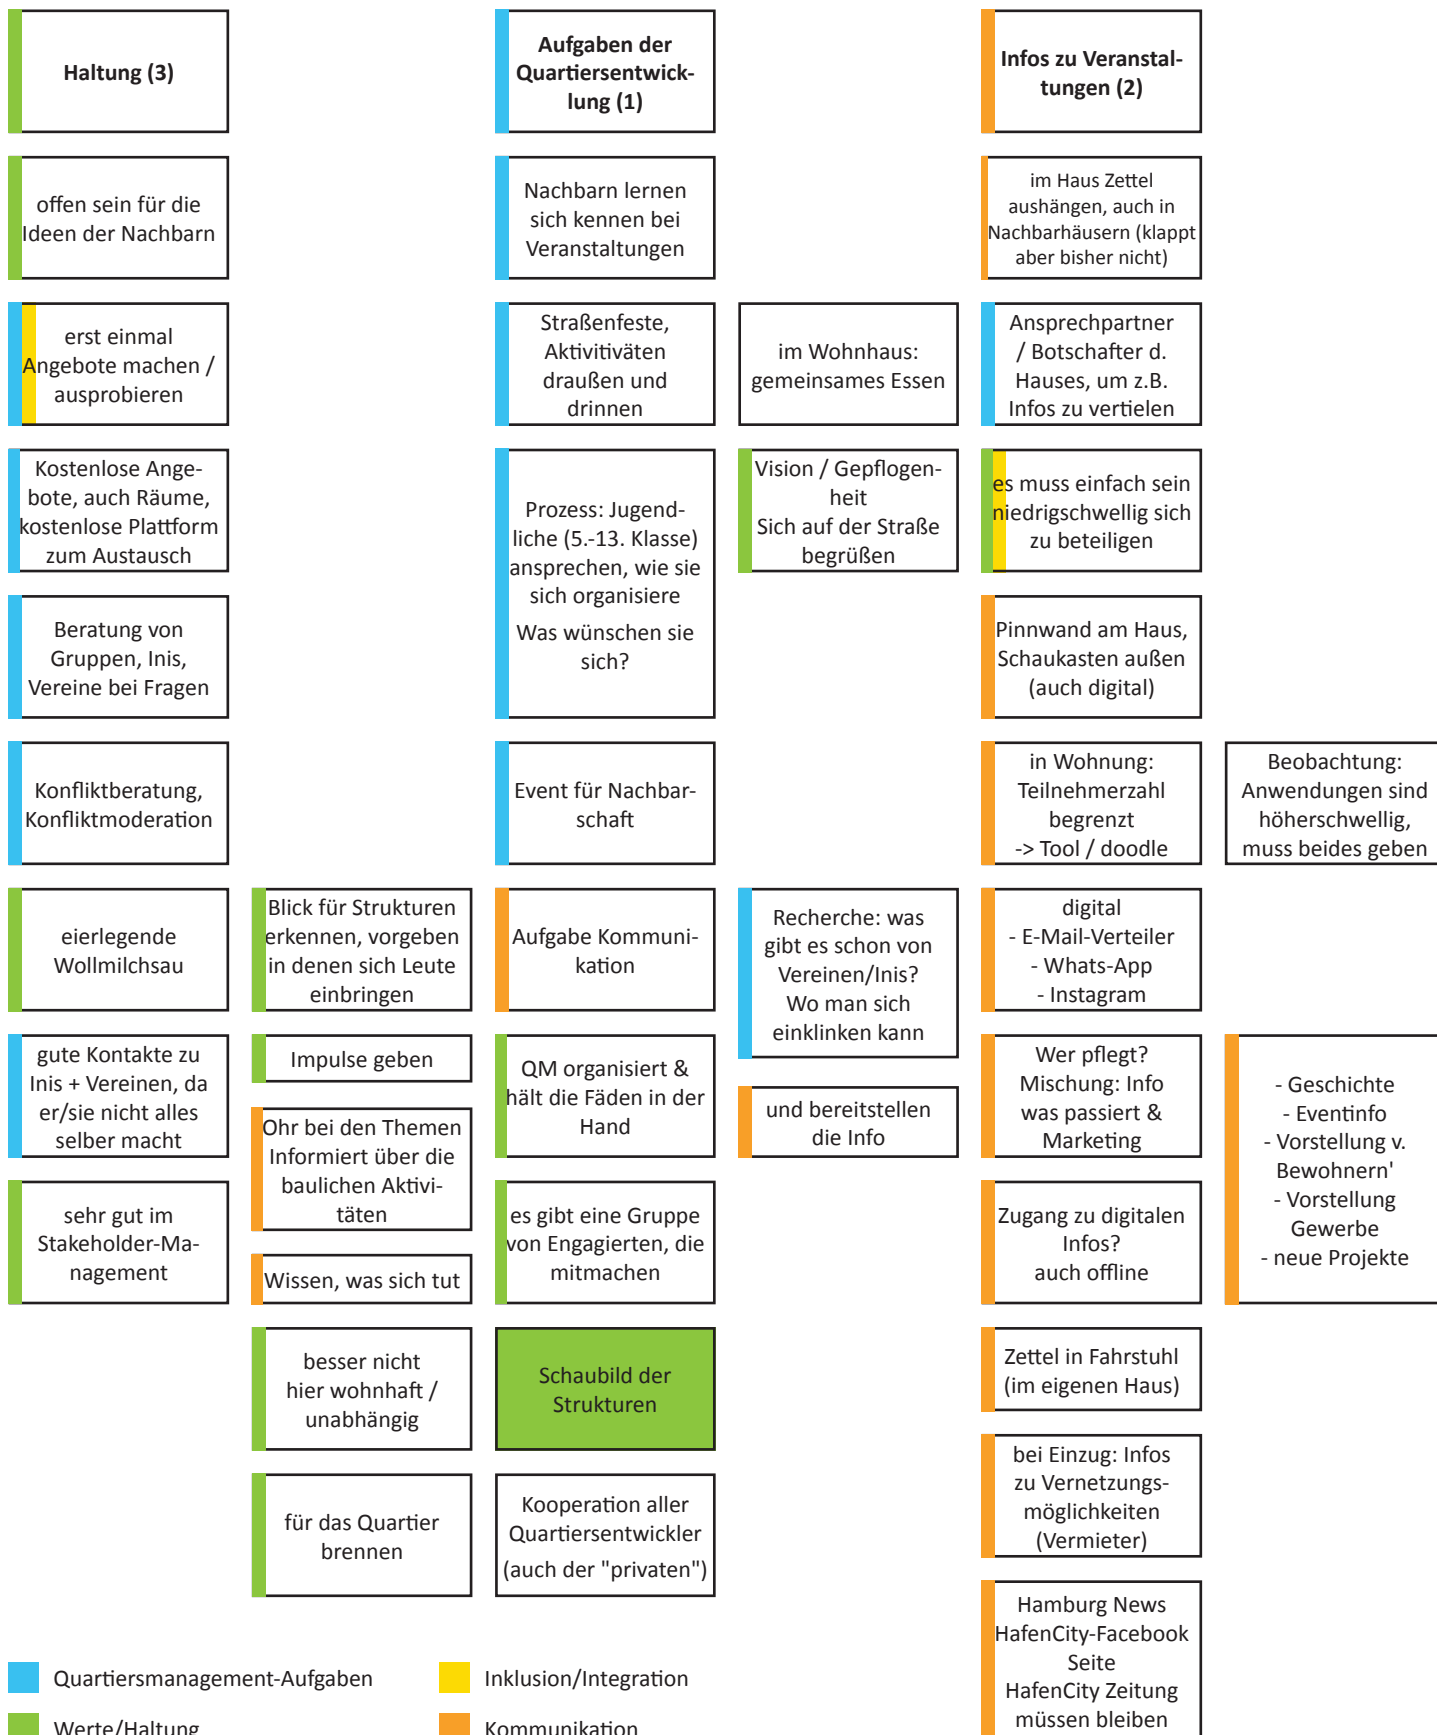 Haltung (3)
offen sein für die
Ideen der Nachbarn
erst einmal
Angebote machen /
ausprobieren
Kostenlose Ange-
bote, auch Räume,
kostenlose Plattform
zum Austausch
Beratung von
Gruppen, Inis,
Vereine bei Fragen
Konfliktberatung,
Konfliktmoderation
eierlegende
Wollmilchsau
gute Kontakte zu
Inis + Vereinen, da
er/sie nicht alles
selber macht
sehr gut im
Stakeholder-Ma-
nagement
Blick für Strukturen
erkennen, vorgeben
in denen sich Leute
einbringen
Impulse geben
Ohr bei den Themen
Informiert über die
baulichen Aktivi-
täten
Wissen, was sich tut
besser nicht
hier wohnhaft /
unabhängig
für das Quartier
brennen
Aufgaben der
Quartiersentwick-
lung (1)
Nachbarn lernen
sich kennen bei
Veranstaltungen
Straßenfeste,
Aktivitiväten
draußen und
drinnen
Prozess: Jugend-
liche (5.-13. Klasse)
ansprechen, wie sie
sich organisiere
Was wünschen sie
sich?
Event für Nachbar-
schaft
Aufgabe Kommuni-
kation
QM organisiert &
hält die Fäden in der
Hand
es gibt eine Gruppe
von Engagierten, die
mitmachen
Schaubild der
Strukturen
Kooperation aller
Quartiersentwickler
(auch der "privaten")
im Wohnhaus:
gemeinsames Essen
Vision / Gepflogen-
heit
Sich auf der Straße
begrüßen
Recherche: was
gibt es schon von
Vereinen/Inis?
Wo man sich
einklinken kann
und bereitstellen
die Info
Infos zu Veranstal-
tungen (2)
im Haus Zettel
aushängen, auch in
Nachbarhäusern (klappt
aber bisher nicht)
Ansprechpartner
/ Botschafter d.
Hauses, um z.B.
Infos zu vertielen
es muss einfach sein
niedrigschwellig sich
zu beteiligen
Pinnwand am Haus,
Schaukasten außen
(auch digital)
in Wohnung:
Teilnehmerzahl
begrenzt
-> Tool / doodle
digital
- E-Mail-Verteiler
- Whats-App
- Instagram
Wer pflegt?
Mischung: Info
was passiert &
Marketing
Zugang zu digitalen
Infos?
auch offline
Zettel in Fahrstuhl
(im eigenen Haus)
bei Einzug: Infos
zu Vernetzungs-
möglichkeiten
(Vermieter)
Hamburg News
HafenCity-Facebook
Seite
HafenCity Zeitung
müssen bleiben
Beobachtung:
Anwendungen sind
höherschwellig,
muss beides geben
- Geschichte
- Eventinfo
- Vorstellung v.
Bewohnern'
- Vorstellung
Gewerbe
- neue Projekte
Quartiersmanagement-Aufgaben
Werte/Haltung
Inklusion/Integration
Kommunikation